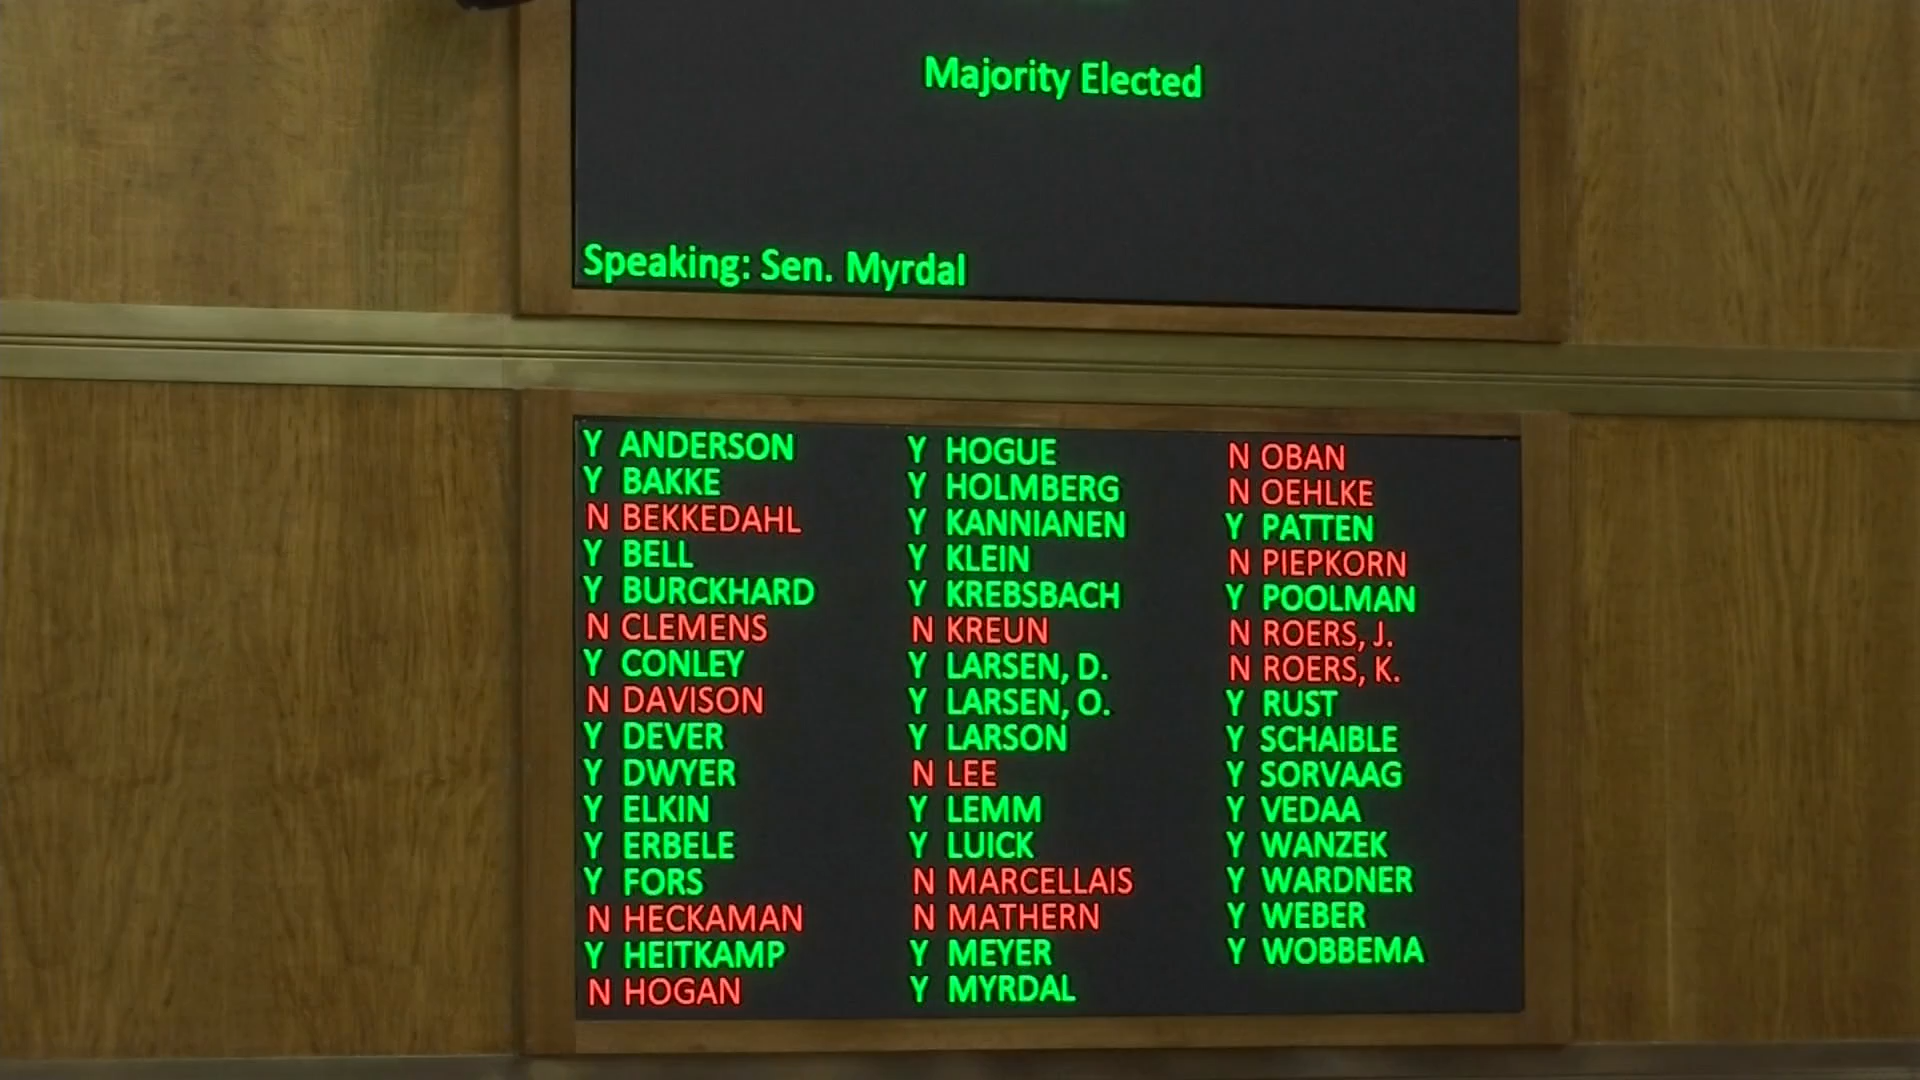 Majority Elected
Speaking: Sen. Myrdal
Y ANDERSON
Y BAKKE
N BEKKEDAHL
Y BELL
Y BURCKHARD
N CLEMENS
Y CONLEY
N DAVISON
Y DEVER
Y DWYER
Y ELKIN
Y ERBELE
Y FORS
N HECKAMAN
Y HEITKAMP
N HOGAN
Y HOGUE
Y HOLMBERG
Y KANNIANEN
Y KLEIN
Y KREBSBACH
N KREUN
Y LARSEN, D.
Y LARSEN, O.
Y LARSON
N LEE
Y LEMM
Y LUICK
N MARCELLAIS
N MATHERN
Y MEYER
Y MYRDAL
N OBAN
N OEHLKE
Y PATTEN
N PIEPKORN
Y POOLMAN
N ROERS, J.
N ROERS, K.
Y RUST
Y SCHAIBLE
Y SORVAAG
Y VEDAA
Y WANZEK
Y WARDNER
Y WEBER
Y WOBBEMA